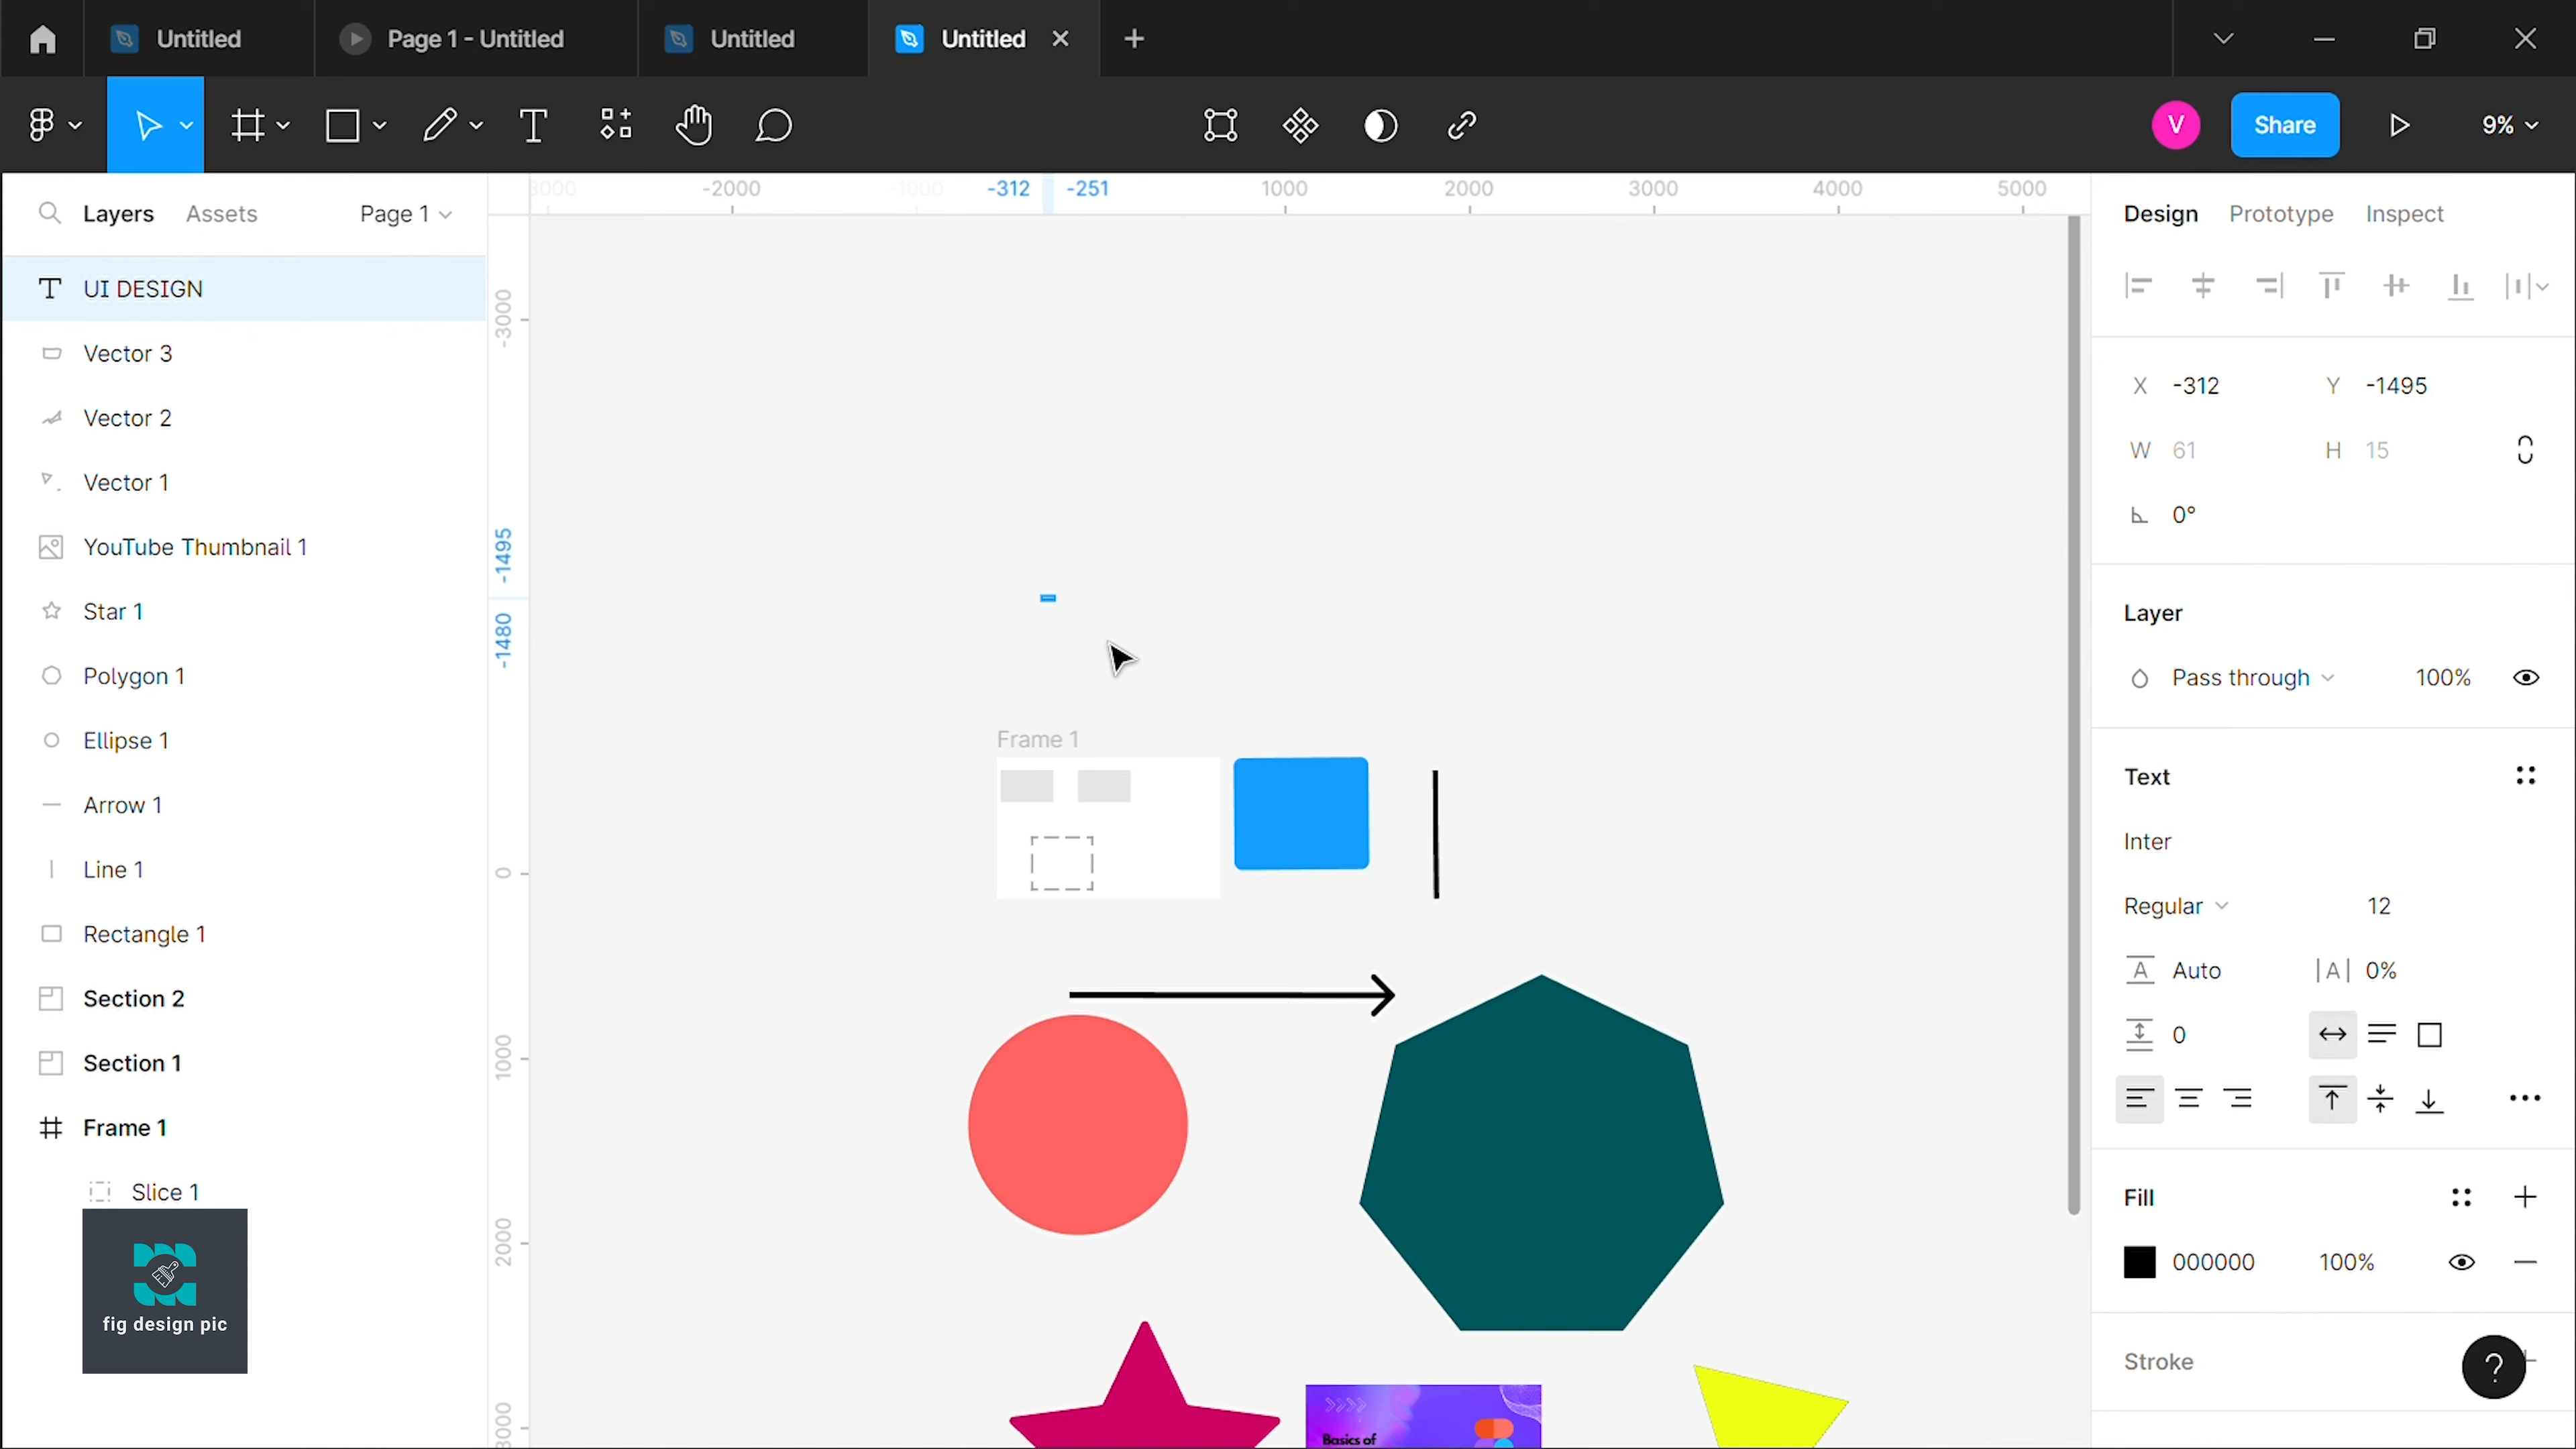 Untitled
Page 1 - Untitled
Untitled
Untitled
V
Share
9%
Layers
Assets
Page 1
-2000
-1000
-312
-251
1000
2000
3000
4000
5000
Design
Prototype
Inspect
UI DESIGN
Vector 3
Vector 2
Vector 1
YouTube Thumbnail 1
Star 1
Polygon 1
Ellipse 1
Arrow 1
Line 1
Rectangle 1
Section 2
Section 1
Frame 1
Slice 1
fig design pic
-3000
-1495
-1480
0
1000
2000
Frame 1
Basics of
X -312
Y -1495
W 61
H 15
0°
Layer
Pass through
100%
Text
Inter
Regular
12
Auto
|A| 0%
0
Fill
000000
100%
Stroke
?